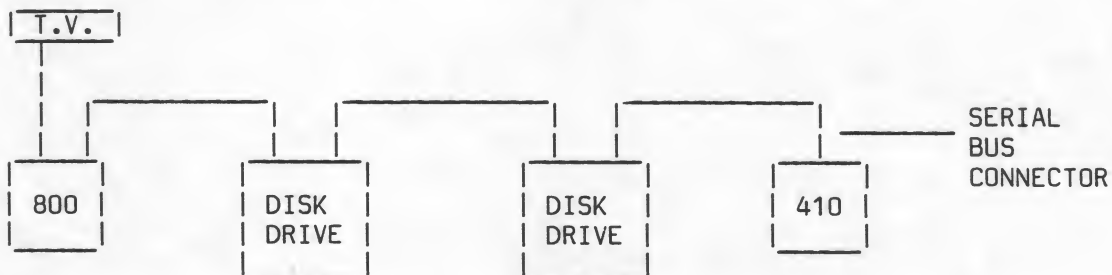 T.V.
SERIAL
BUS
CONNECTOR
800
DISK
DRIVE
DISK
DRIVE
410